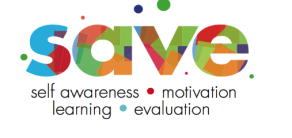 save
self awareness • motivation
learning • evaluation